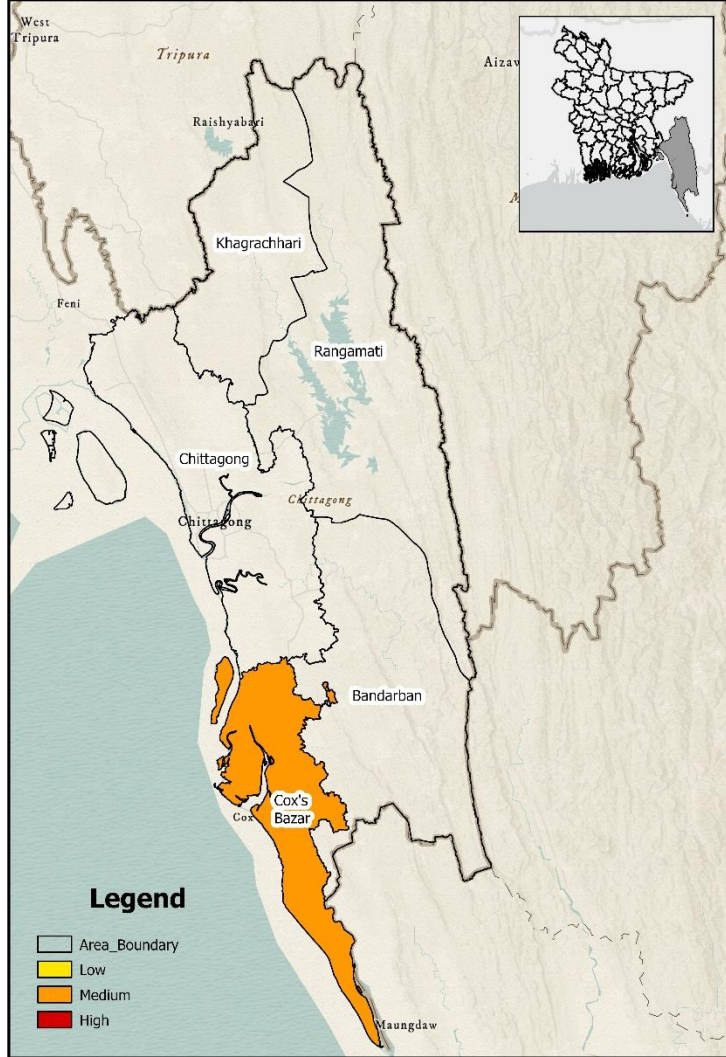 West
Tripura
Tripura
Aizaw
Raishyabari
Khagrachhari
Feni
Rangamati
Chittagong
Chittagong
Chittagong
Bandarban
Cox's
Bazar
Cox
Legend
Area_Boundary
Low
Medium
High
Maungdaw